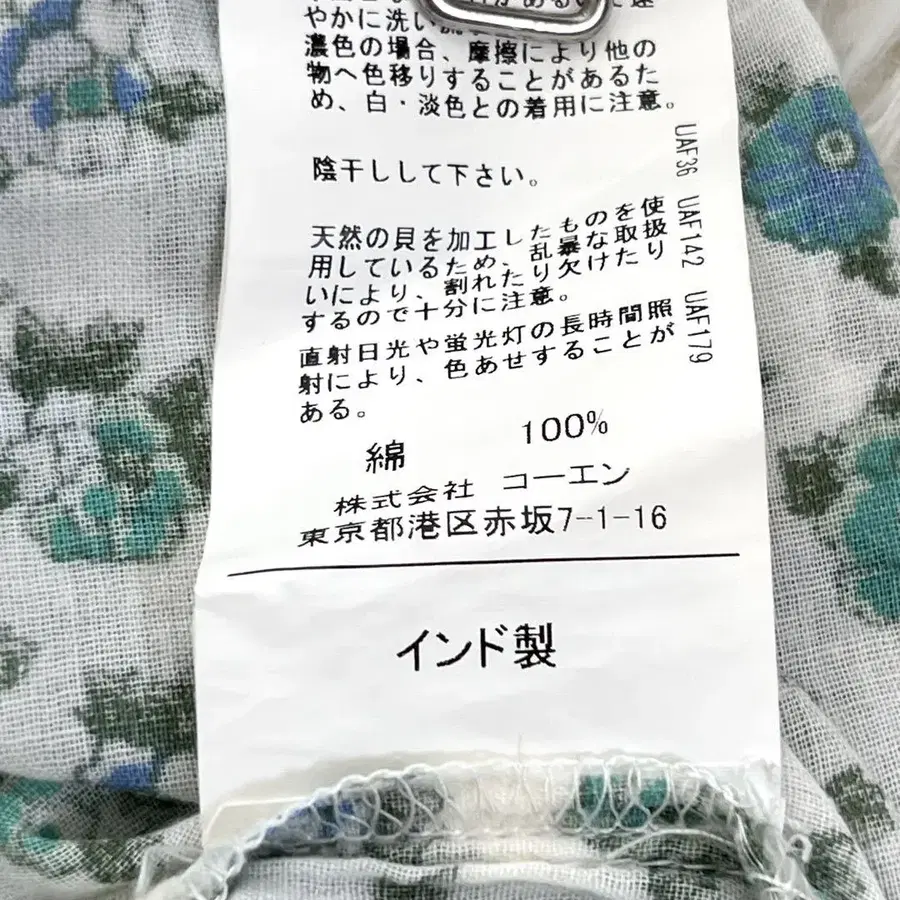 やかに洗い
濃色の場合、摩擦により他の
物へ色移りすることがあるた
め、白・淡色との着用に注意。
陰干しして下さい。
天然の貝を加工したものを使
用しているため、乱暴な取扱
いにより、割れたり欠けたり
するので十分に注意。
直射日光や蛍光灯の長時間照
射により、色あせすることが
ある。
綿 100%
株式会社 コーエン
東京都港区赤坂7-1-16
インド製
UAF36 UAF142 UAF179